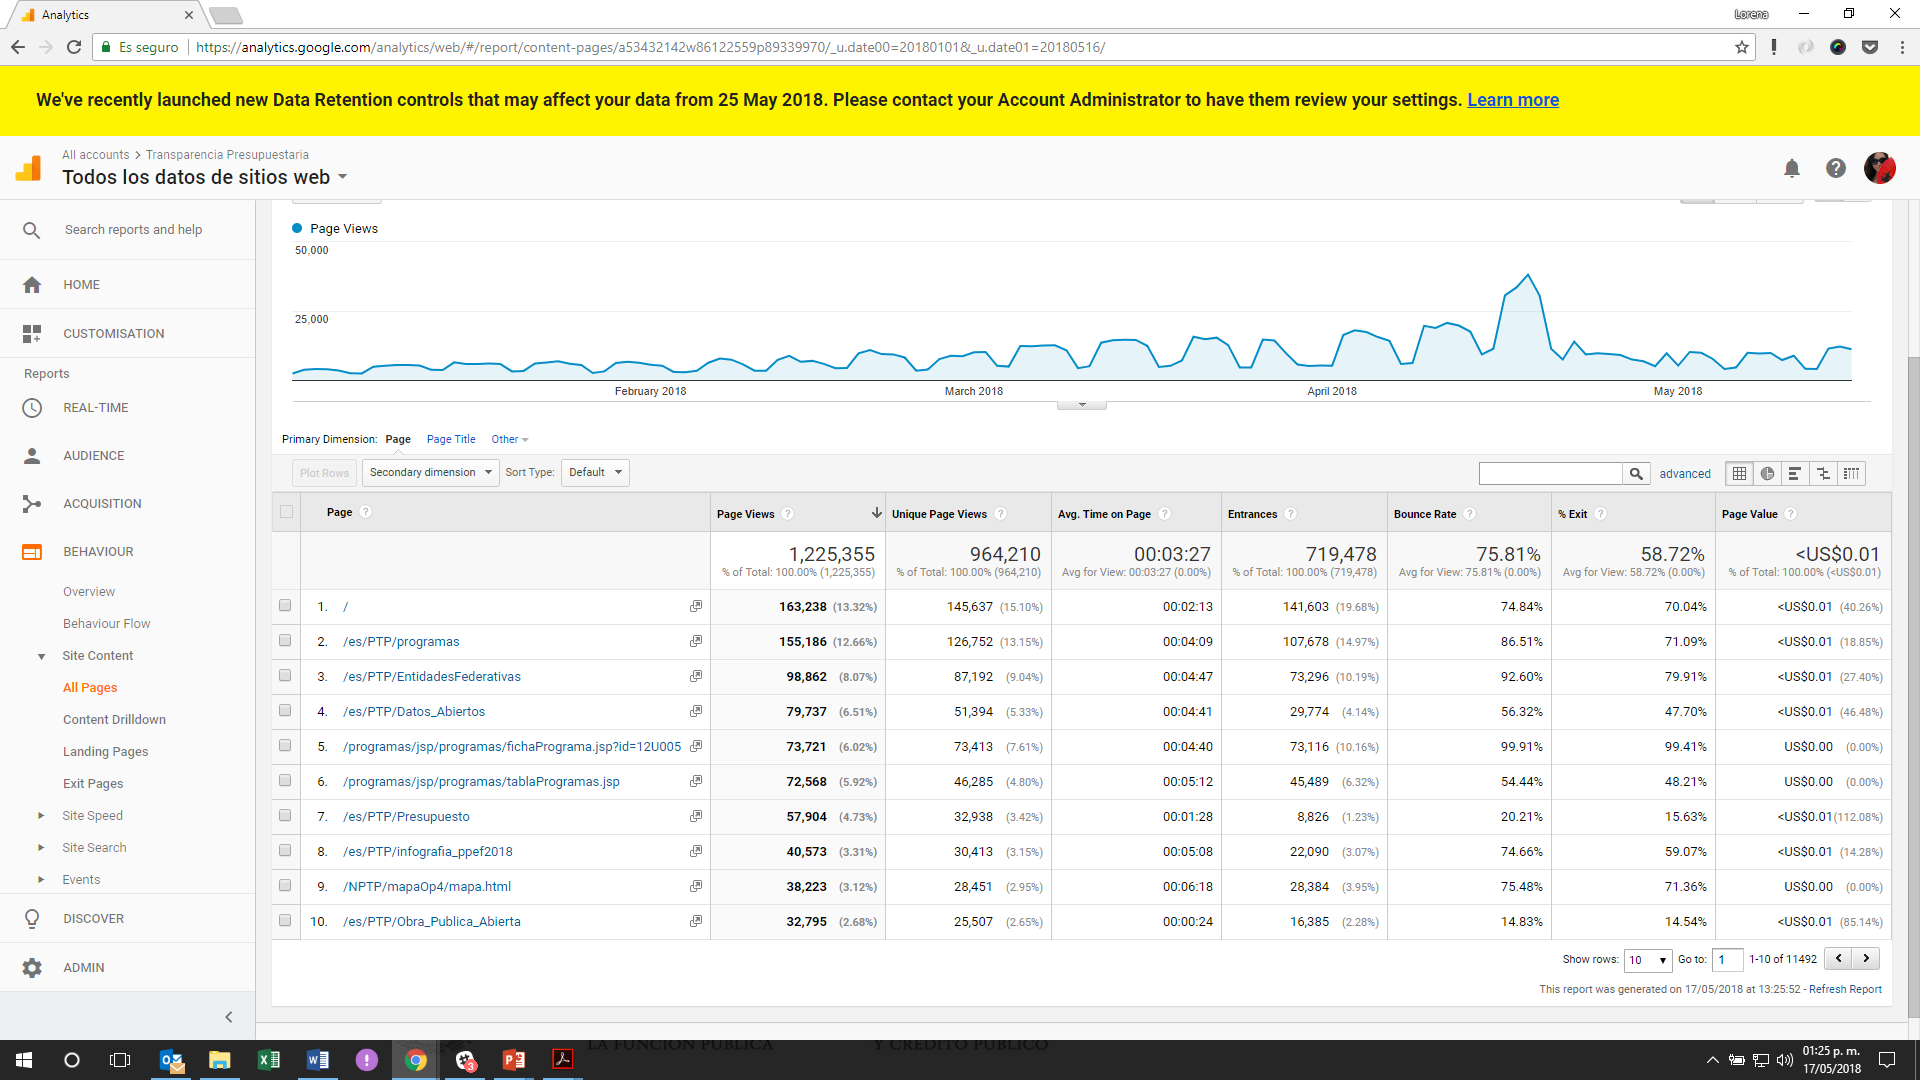 Analytics
Lorena
Es seguro
https://analytics.google.com/analytics/web/#/report/content-pages/a53432142w86122559p89339970/_u.date00=20180101&_u.date01=20180516/
We've recently launched new Data Retention controls that may affect your data from 25 May 2018. Please contact your Account Administrator to have them review your settings. Learn more
All accounts > Transparencia Presupuestaria
Todos los datos de sitios web
Search reports and help
HOME
CUSTOMISATION
Reports
REAL-TIME
AUDIENCE
ACQUISITION
BEHAVIOUR
Overview
Behaviour Flow
Site Content
All Pages
Content Drilldown
Landing Pages
Exit Pages
Site Speed
Site Search
Events
DISCOVER
ADMIN
Page Views
50,000
25,000
February 2018 March 2018 April 2018 May 2018
Primary Dimension: Page Page Title Other
Plot Rows Secondary dimension Sort Type: Default advanced
Page Page Views Unique Page Views Avg. Time on Page Entrances Bounce Rate % Exit Page Value
1,225,355 964,210 00:03:27 719,478 75.81% 58.72% <US$0.01
% of Total: 100.00% (1,225,355) % of Total: 100.00% (964,210) Avg for View: 00:03:27 (0.00%) % of Total: 100.00% (719,478) Avg for View: 75.81% (0.00%) Avg for View: 58.72% (0.00%) % of Total: 100.00% (<US$0.01)
1. / 163,238 (13.32%) 145,637 (15.10%) 00:02:13 141,603 (19.68%) 74.84% 70.04% <US$0.01 (40.26%)
2. /es/PTP/programas 155,186 (12.66%) 126,752 (13.15%) 00:04:09 107,678 (14.97%) 86.51% 71.09% <US$0.01 (18.85%)
3. /es/PTP/EntidadesFederativas 98,862 (8.07%) 87,192 (9.04%) 00:04:47 73,296 (10.19%) 92.60% 79.91% <US$0.01 (27.40%)
4. /es/PTP/Datos_Abiertos 79,737 (6.51%) 51,394 (5.33%) 00:04:41 29,774 (4.14%) 56.32% 47.70% <US$0.01 (46.48%)
5. /programas/jsp/programas/fichaPrograma.jsp?id=12U005 73,721 (6.02%) 73,413 (7.61%) 00:04:40 73,116 (10.16%) 99.91% 99.41% US$0.00 (0.00%)
6. /programas/jsp/programas/tablaProgramas.jsp 72,568 (5.92%) 46,285 (4.80%) 00:05:12 45,489 (6.32%) 54.44% 48.21% US$0.00 (0.00%)
7. /es/PTP/Presupuesto 57,904 (4.73%) 32,938 (3.42%) 00:01:28 8,826 (1.23%) 20.21% 15.63% <US$0.01(112.08%)
8. /es/PTP/infografia_ppef2018 40,573 (3.31%) 30,413 (3.15%) 00:05:08 22,090 (3.07%) 74.66% 59.07% <US$0.01 (14.28%)
9. /NPTP/mapaOp4/mapa.html 38,223 (3.12%) 28,451 (2.95%) 00:06:18 28,384 (3.95%) 75.48% 71.36% US$0.00 (0.00%)
10. /es/PTP/Obra_Publica_Abierta 32,795 (2.68%) 25,507 (2.65%) 00:00:24 16,385 (2.28%) 14.83% 14.54% <US$0.01 (85.14%)
Show rows: 10 Go to: 1 1-10 of 11492
This report was generated on 17/05/2018 at 13:25:52 - Refresh Report
LA FUNCIÓN PÚBLICA Y CRÉDITO PÚBLICO
3
01:25 p. m.
17/05/2018